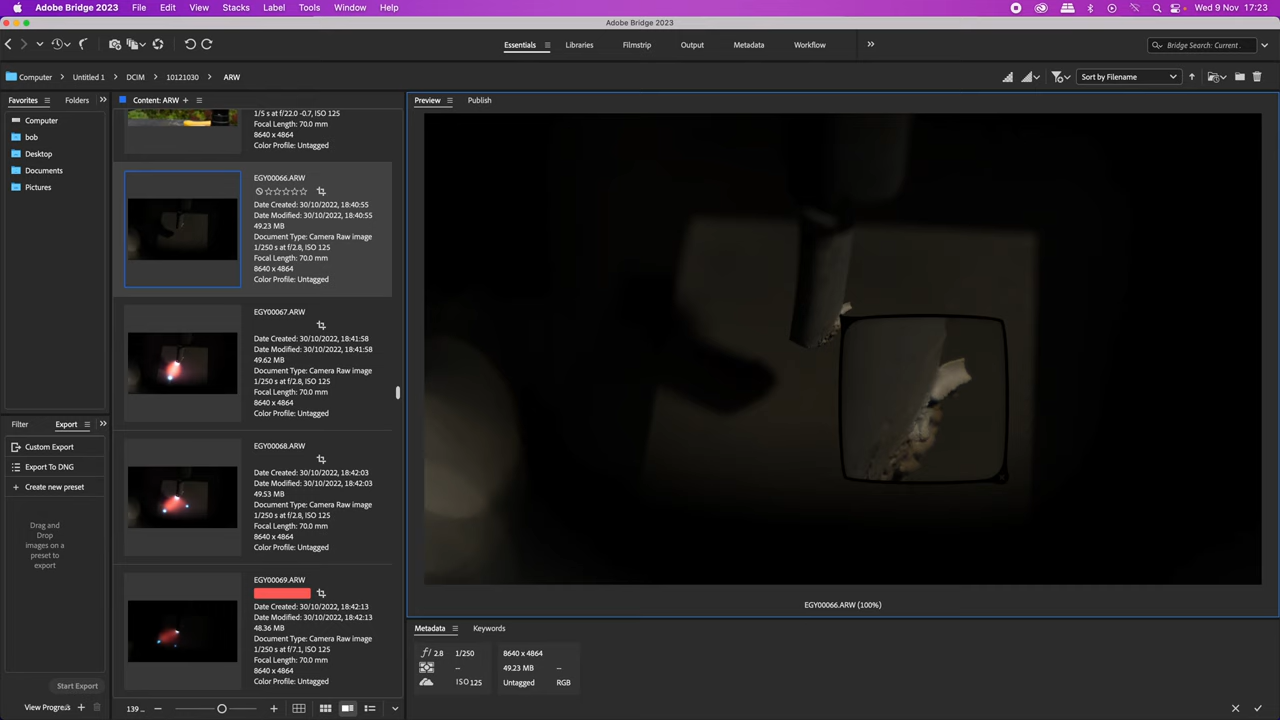 Adobe Bridge 2023 File Edit View Stacks Label Tools Window Help Wed 9 Nov 17:23
Adobe Bridge 2023
Essentials Libraries Filmstrip Output Metadata Workflow Bridge Search: Current .
Computer Untitled 1 DCIM 10121030 ARW Sort by Filename
Favorites Folders
Computer
bob
Desktop
Documents
Pictures
Filter Export
Custom Export
Export To DNG
Create new preset
Drag and
Drop
images on a
preset to
export
Start Export
View Progress
Content: ARW
1/5 s at f/22.0 -0.7, ISO 125
Focal Length: 70.0 mm
8640 x 4864
Color Profile: Untagged
EGY00066.ARW
Date Created: 30/10/2022, 18:40:55
Date Modified: 30/10/2022, 18:40:55
49.23 MB
Document Type: Camera Raw image
1/250 s at f/2.8, ISO 125
Focal Length: 70.0 mm
8640 x 4864
Color Profile: Untagged
EGY00067.ARW
Date Created: 30/10/2022, 18:41:58
Date Modified: 30/10/2022, 18:41:58
49.62 MB
Document Type: Camera Raw image
1/250 s at f/2.8, ISO 125
Focal Length: 70.0 mm
8640 x 4864
Color Profile: Untagged
EGY00068.ARW
Date Created: 30/10/2022, 18:42:03
Date Modified: 30/10/2022, 18:42:03
49.53 MB
Document Type: Camera Raw image
1/250 s at f/2.8, ISO 125
Focal Length: 70.0 mm
8640 x 4864
Color Profile: Untagged
EGY00069.ARW
Date Created: 30/10/2022, 18:42:13
Date Modified: 30/10/2022, 18:42:13
48.36 MB
Document Type: Camera Raw image
1/250 s at f/7.1, ISO 125
Focal Length: 70.0 mm
8640 x 4864
Color Profile: Untagged
139 ...
Preview Publish
EGY00066.ARW (100%)
Metadata Keywords
f/ 2.8 1/250 8640 x 4864
-- 49.23 MB --
ISO 125 Untagged RGB